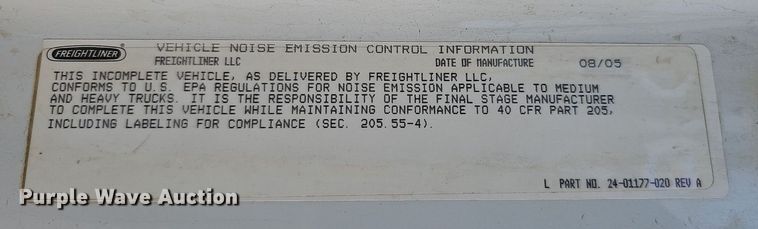 FREIGHTLINER
VEHICLE NOISE EMISSION CONTROL INFORMATION
FREIGHTLINER LLC DATE OF MANUFACTURE 08/05
THIS INCOMPLETE VEHICLE, AS DELIVERED BY FREIGHTLINER LLC,
CONFORMS TO U.S. EPA REGULATIONS FOR NOISE EMISSION APPLICABLE TO MEDIUM
AND HEAVY TRUCKS. IT IS THE RESPONSIBILITY OF THE FINAL STAGE MANUFACTURER
TO COMPLETE THIS VEHICLE WHILE MAINTAINING CONFORMANCE TO 40 CFR PART 205,
INCLUDING LABELING FOR COMPLIANCE (SEC. 205.55-4).
L PART NO. 24-01177-020 REV A
Purple Wave Auction